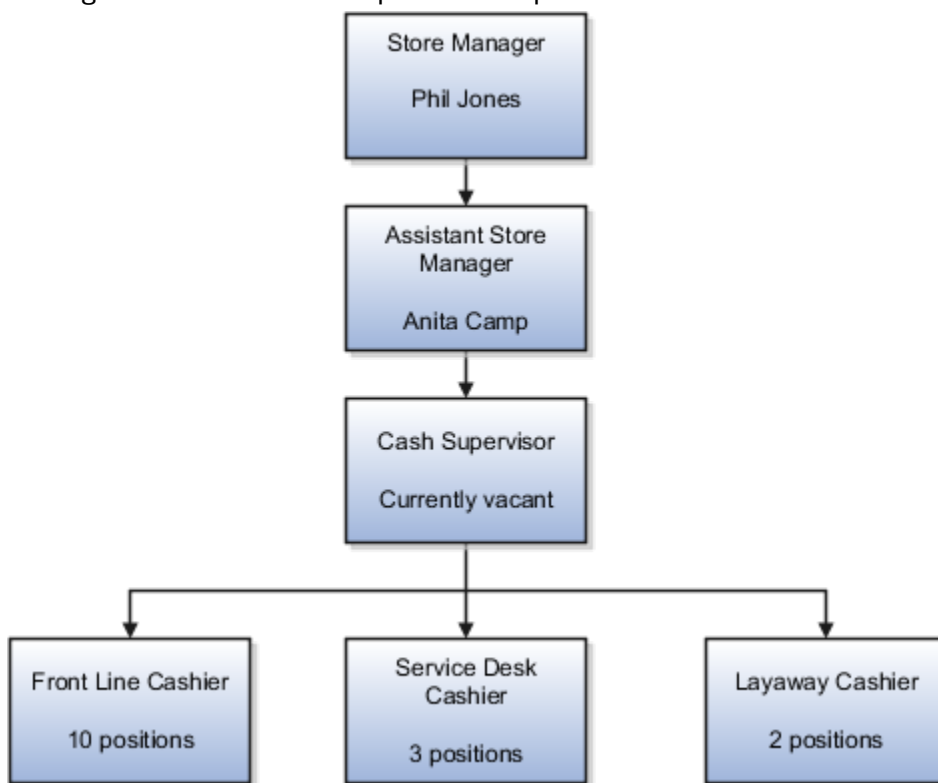 Store Manager
Phil Jones
Assistant Store
Manager
Anita Camp
Cash Supervisor
Currently vacant
Front Line Cashier
10 positions
Service Desk
Cashier
3 positions
Layaway Cashier
2 positions